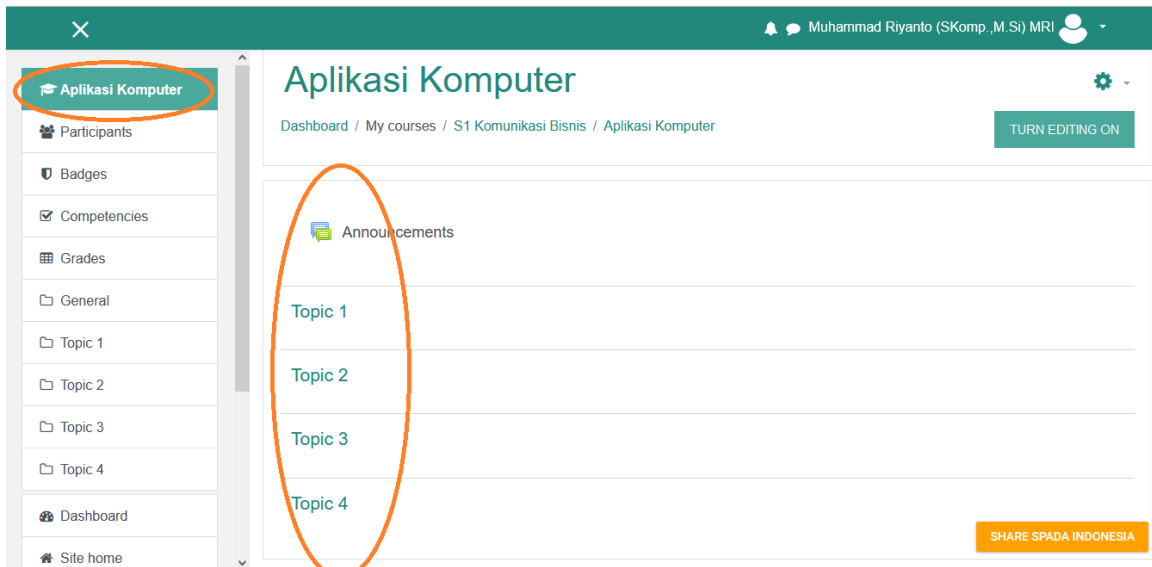 Muhammad Riyanto (SKomp.,M.Si) MRI
Aplikasi Komputer
Participants
Badges
Competencies
Grades
General
Topic 1
Topic 2
Topic 3
Topic 4
Dashboard
Site home
Aplikasi Komputer
Dashboard / My courses / S1 Komunikasi Bisnis / Aplikasi Komputer
TURN EDITING ON
Announcements
Topic 1
Topic 2
Topic 3
Topic 4
SHARE SPADA INDONESIA